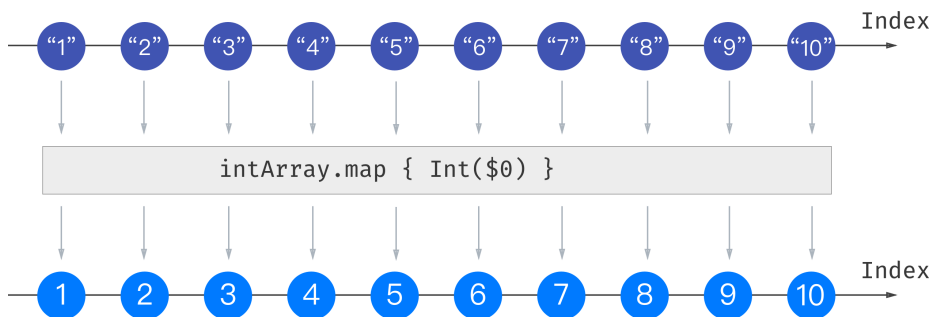 Index
“1” “2” “3” “4” “5” “6” “7” “8” “9” “10”
intArray.map { Int($0) }
Index
1 2 3 4 5 6 7 8 9 10